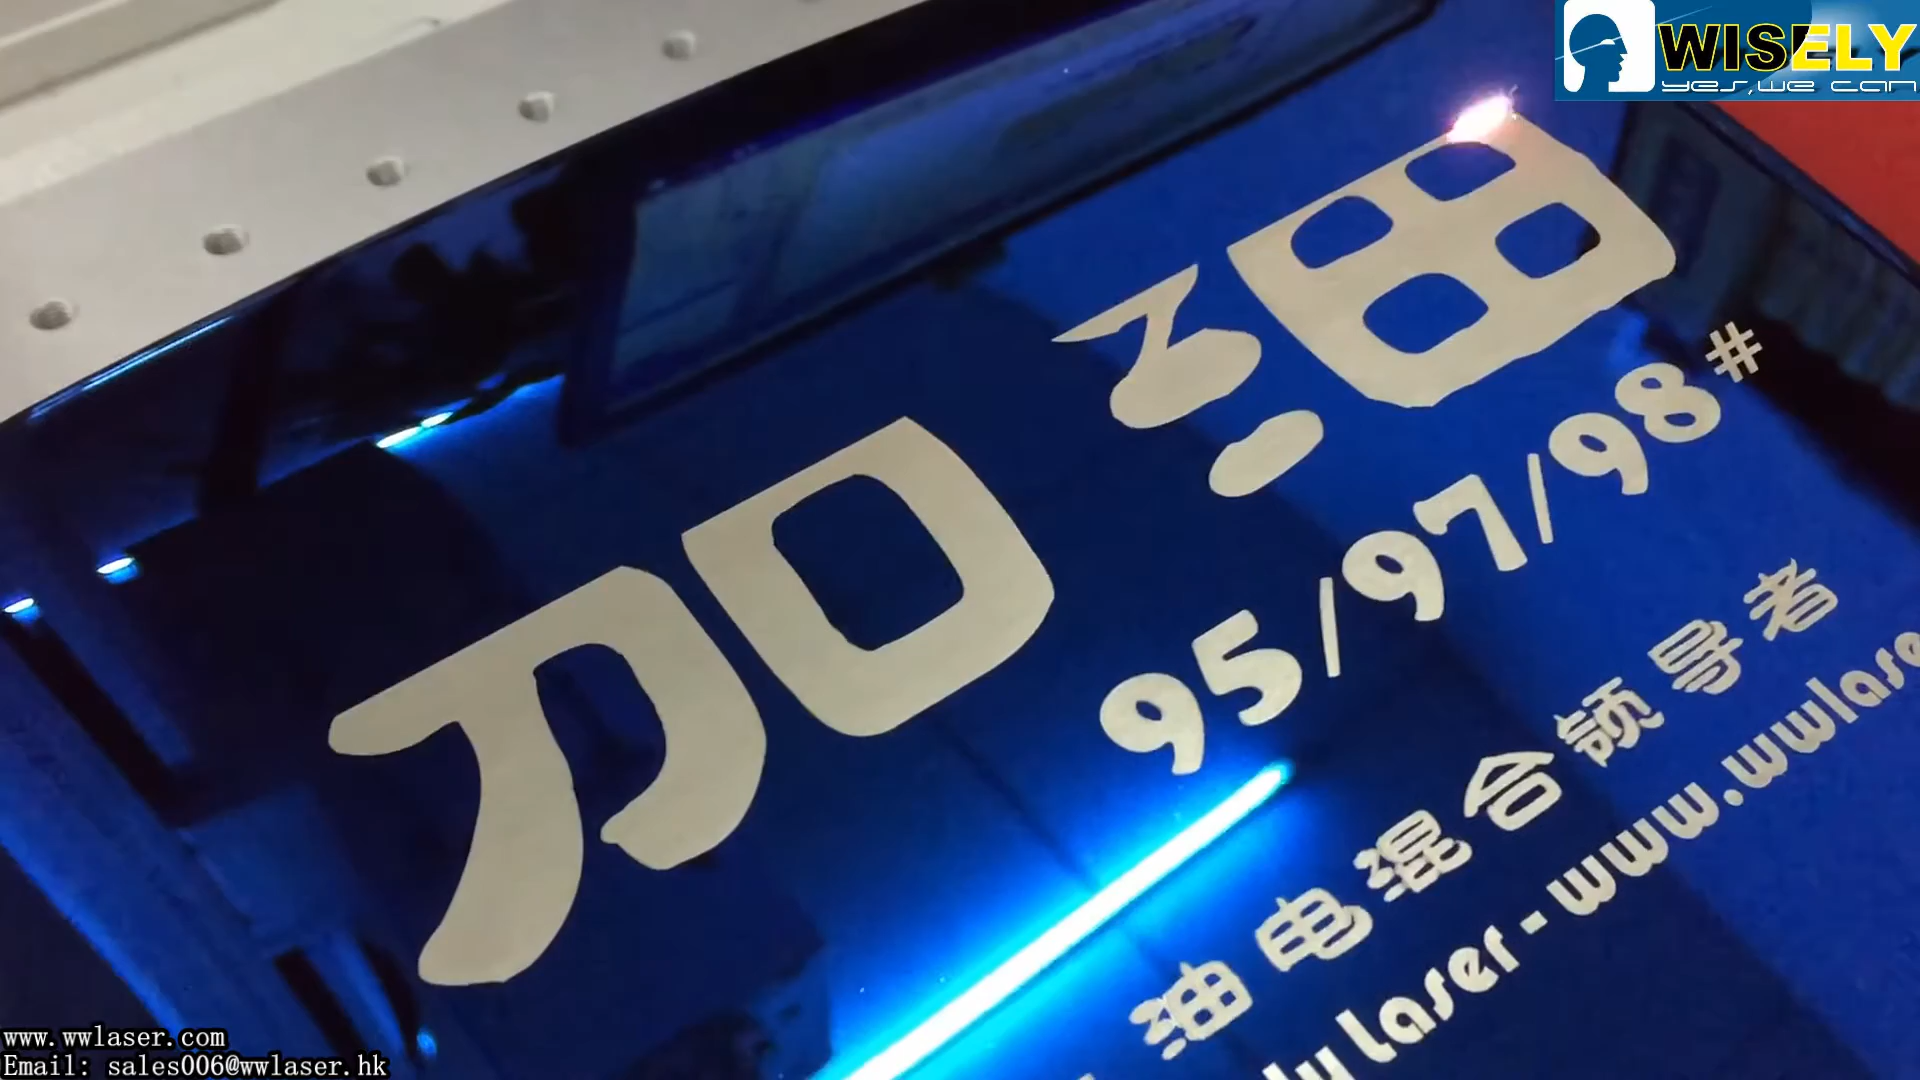 WISELY
yes,we can
加油
95/97/98#
油电混合领导者
laser - www.wwlase
www.wwlaser.com
Email: sales006@wwlaser.hk